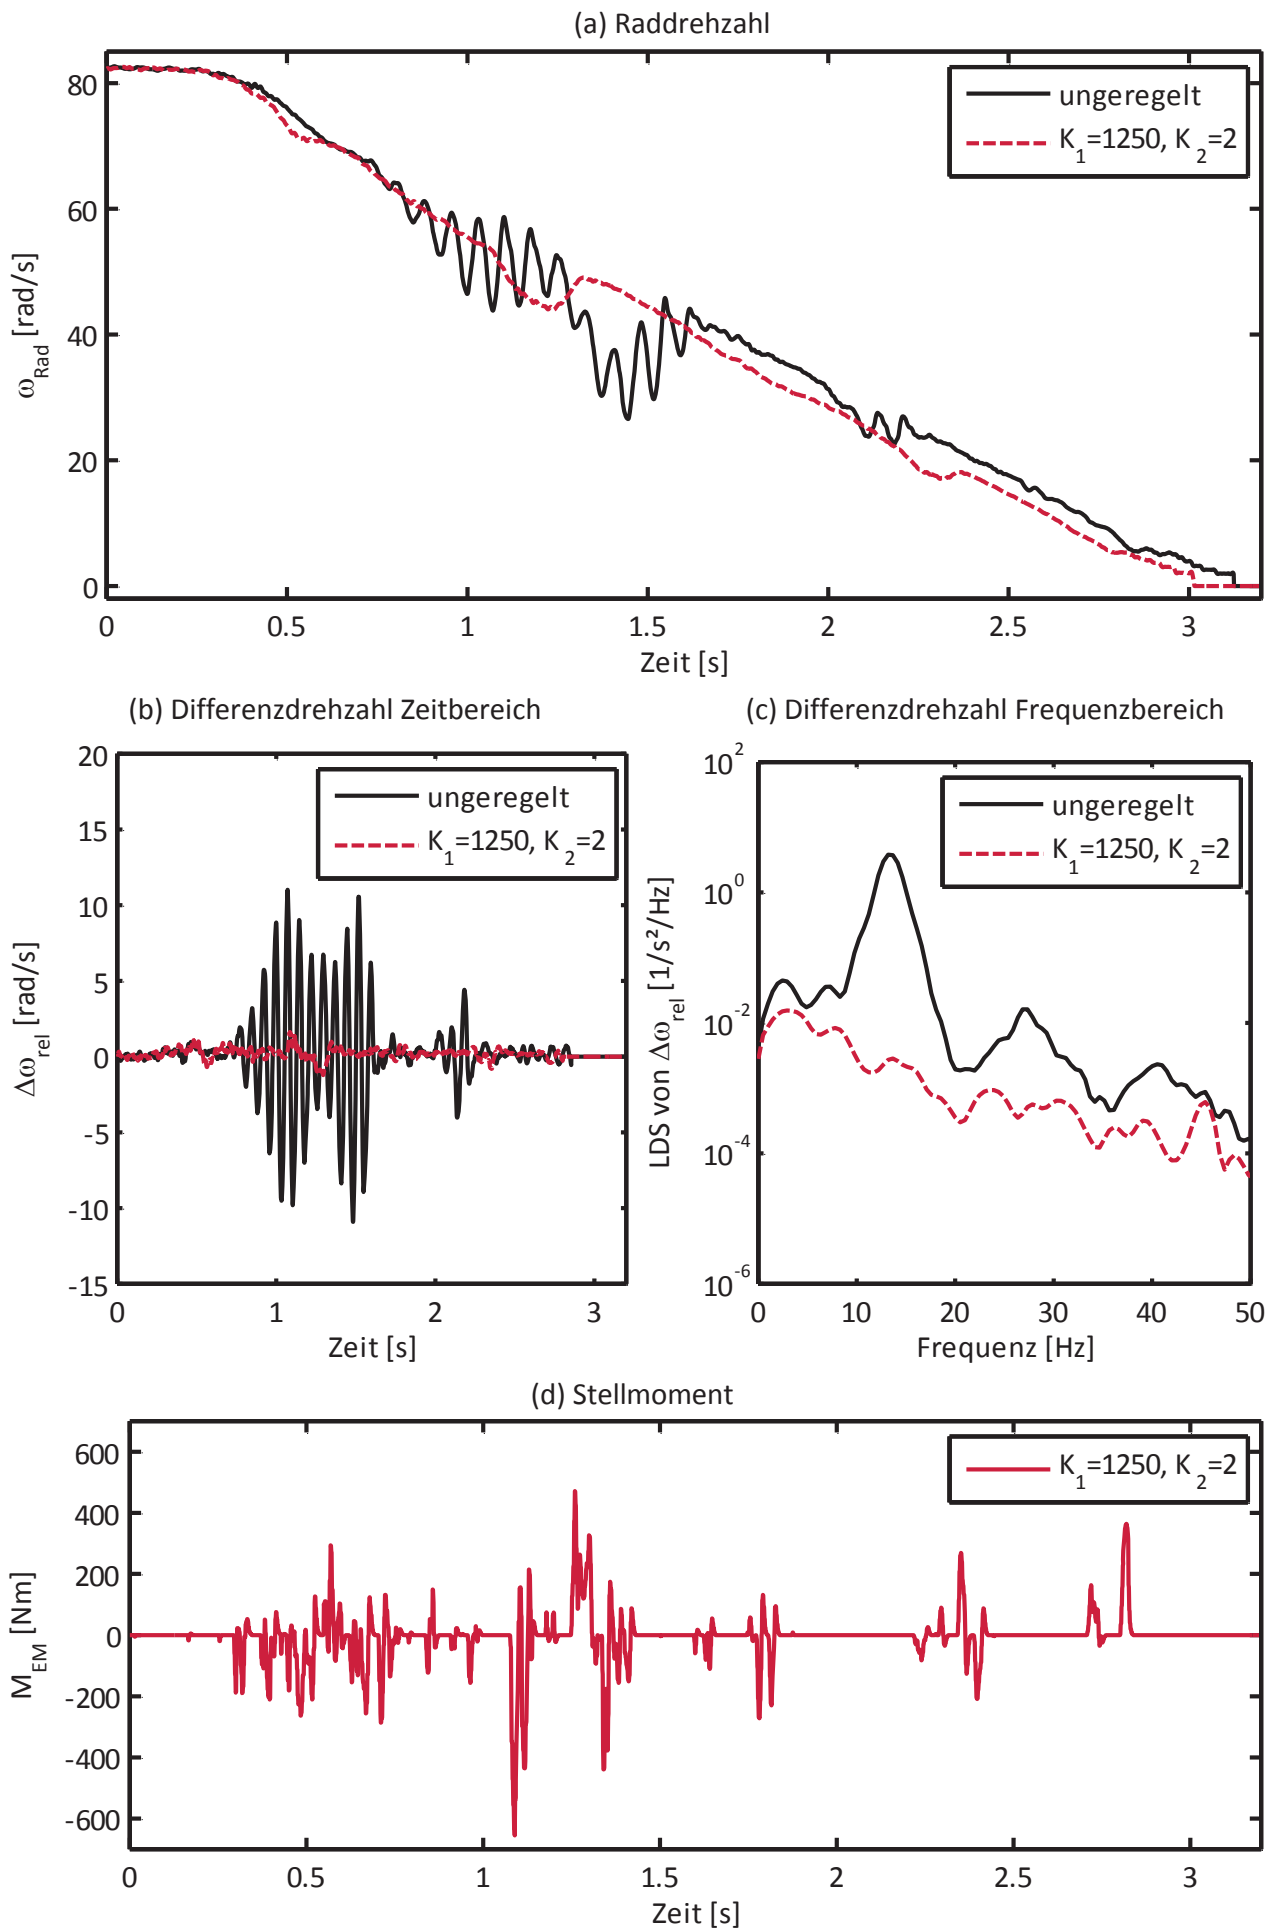 (a) Raddrehzahl
80
60
40
20
0
ω_Rad [rad/s]
ungeregelt
K_1=1250, K_2=2
0 0.5 1 1.5 2 2.5 3
Zeit [s]
(b) Differenzdrehzahl Zeitbereich
20
15
10
5
0
-5
-10
-15
Δω_rel [rad/s]
ungeregelt
K_1=1250, K_2=2
0 1 2 3
Zeit [s]
(c) Differenzdrehzahl Frequenzbereich
10^2
10^0
10^-2
10^-4
10^-6
LDS von Δω_rel [1/s²/Hz]
ungeregelt
K_1=1250, K_2=2
0 10 20 30 40 50
Frequenz [Hz]
(d) Stellmoment
600
400
200
0
-200
-400
-600
M_EM [Nm]
K_1=1250, K_2=2
0 0.5 1 1.5 2 2.5 3
Zeit [s]